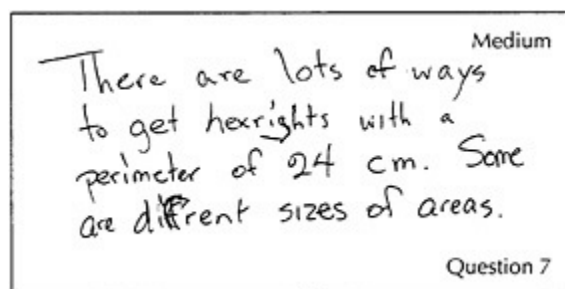 Medium
There are lots of ways
to get hexrights with a
perimeter of 24 cm. Some
are diffrent sizes of areas.
Question 7